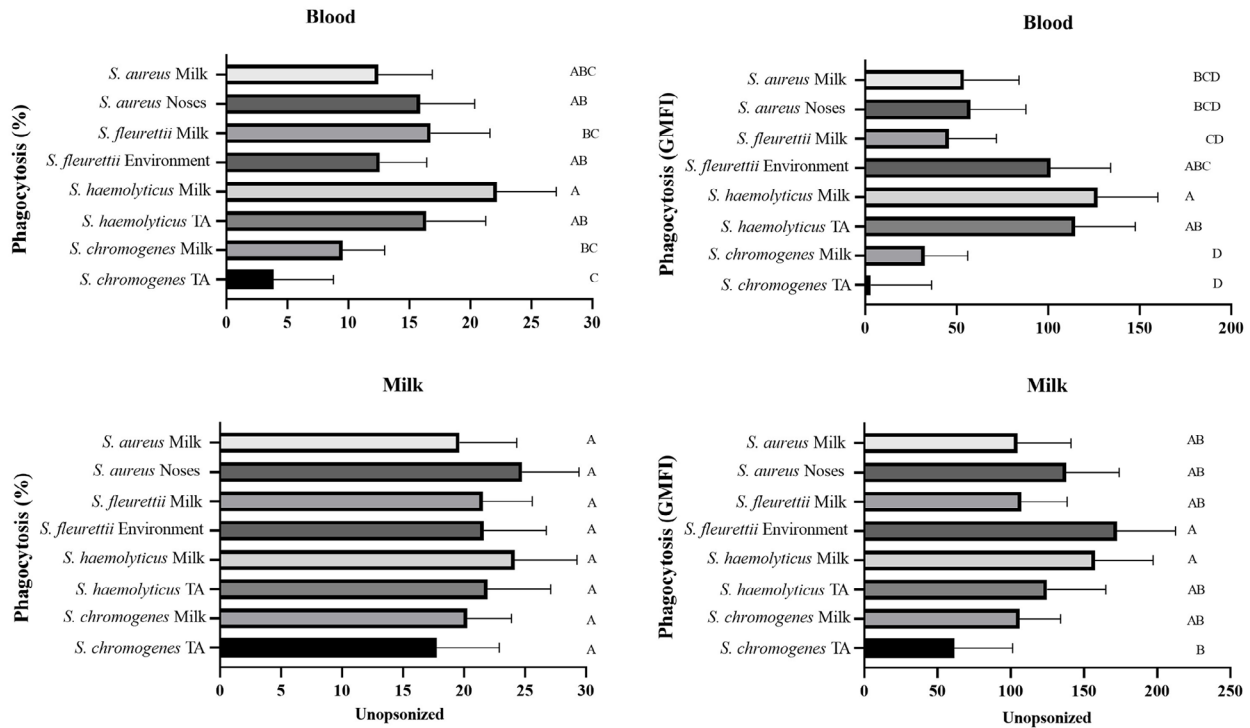 Blood
Phagocytosis (%)
S. aureus Milk ABC
S. aureus Noses AB
S. fleurettii Milk BC
S. fleurettii Environment AB
S. haemolyticus Milk A
S. haemolyticus TA AB
S. chromogenes Milk BC
S. chromogenes TA C
0 5 10 15 20 25 30
Blood
Phagocytosis (GMFI)
S. aureus Milk BCD
S. aureus Noses BCD
S. fleurettii Milk CD
S. fleurettii Environment ABC
S. haemolyticus Milk A
S. haemolyticus TA AB
S. chromogenes Milk D
S. chromogenes TA D
0 50 100 150 200
Milk
Phagocytosis (%)
S. aureus Milk A
S. aureus Noses A
S. fleurettii Milk A
S. fleurettii Environment A
S. haemolyticus Milk A
S. haemolyticus TA A
S. chromogenes Milk A
S. chromogenes TA A
0 5 10 15 20 25 30
Unopsonized
Milk
Phagocytosis (GMFI)
S. aureus Milk AB
S. aureus Noses AB
S. fleurettii Milk AB
S. fleurettii Environment A
S. haemolyticus Milk A
S. haemolyticus TA AB
S. chromogenes Milk AB
S. chromogenes TA B
0 50 100 150 200 250
Unopsonized